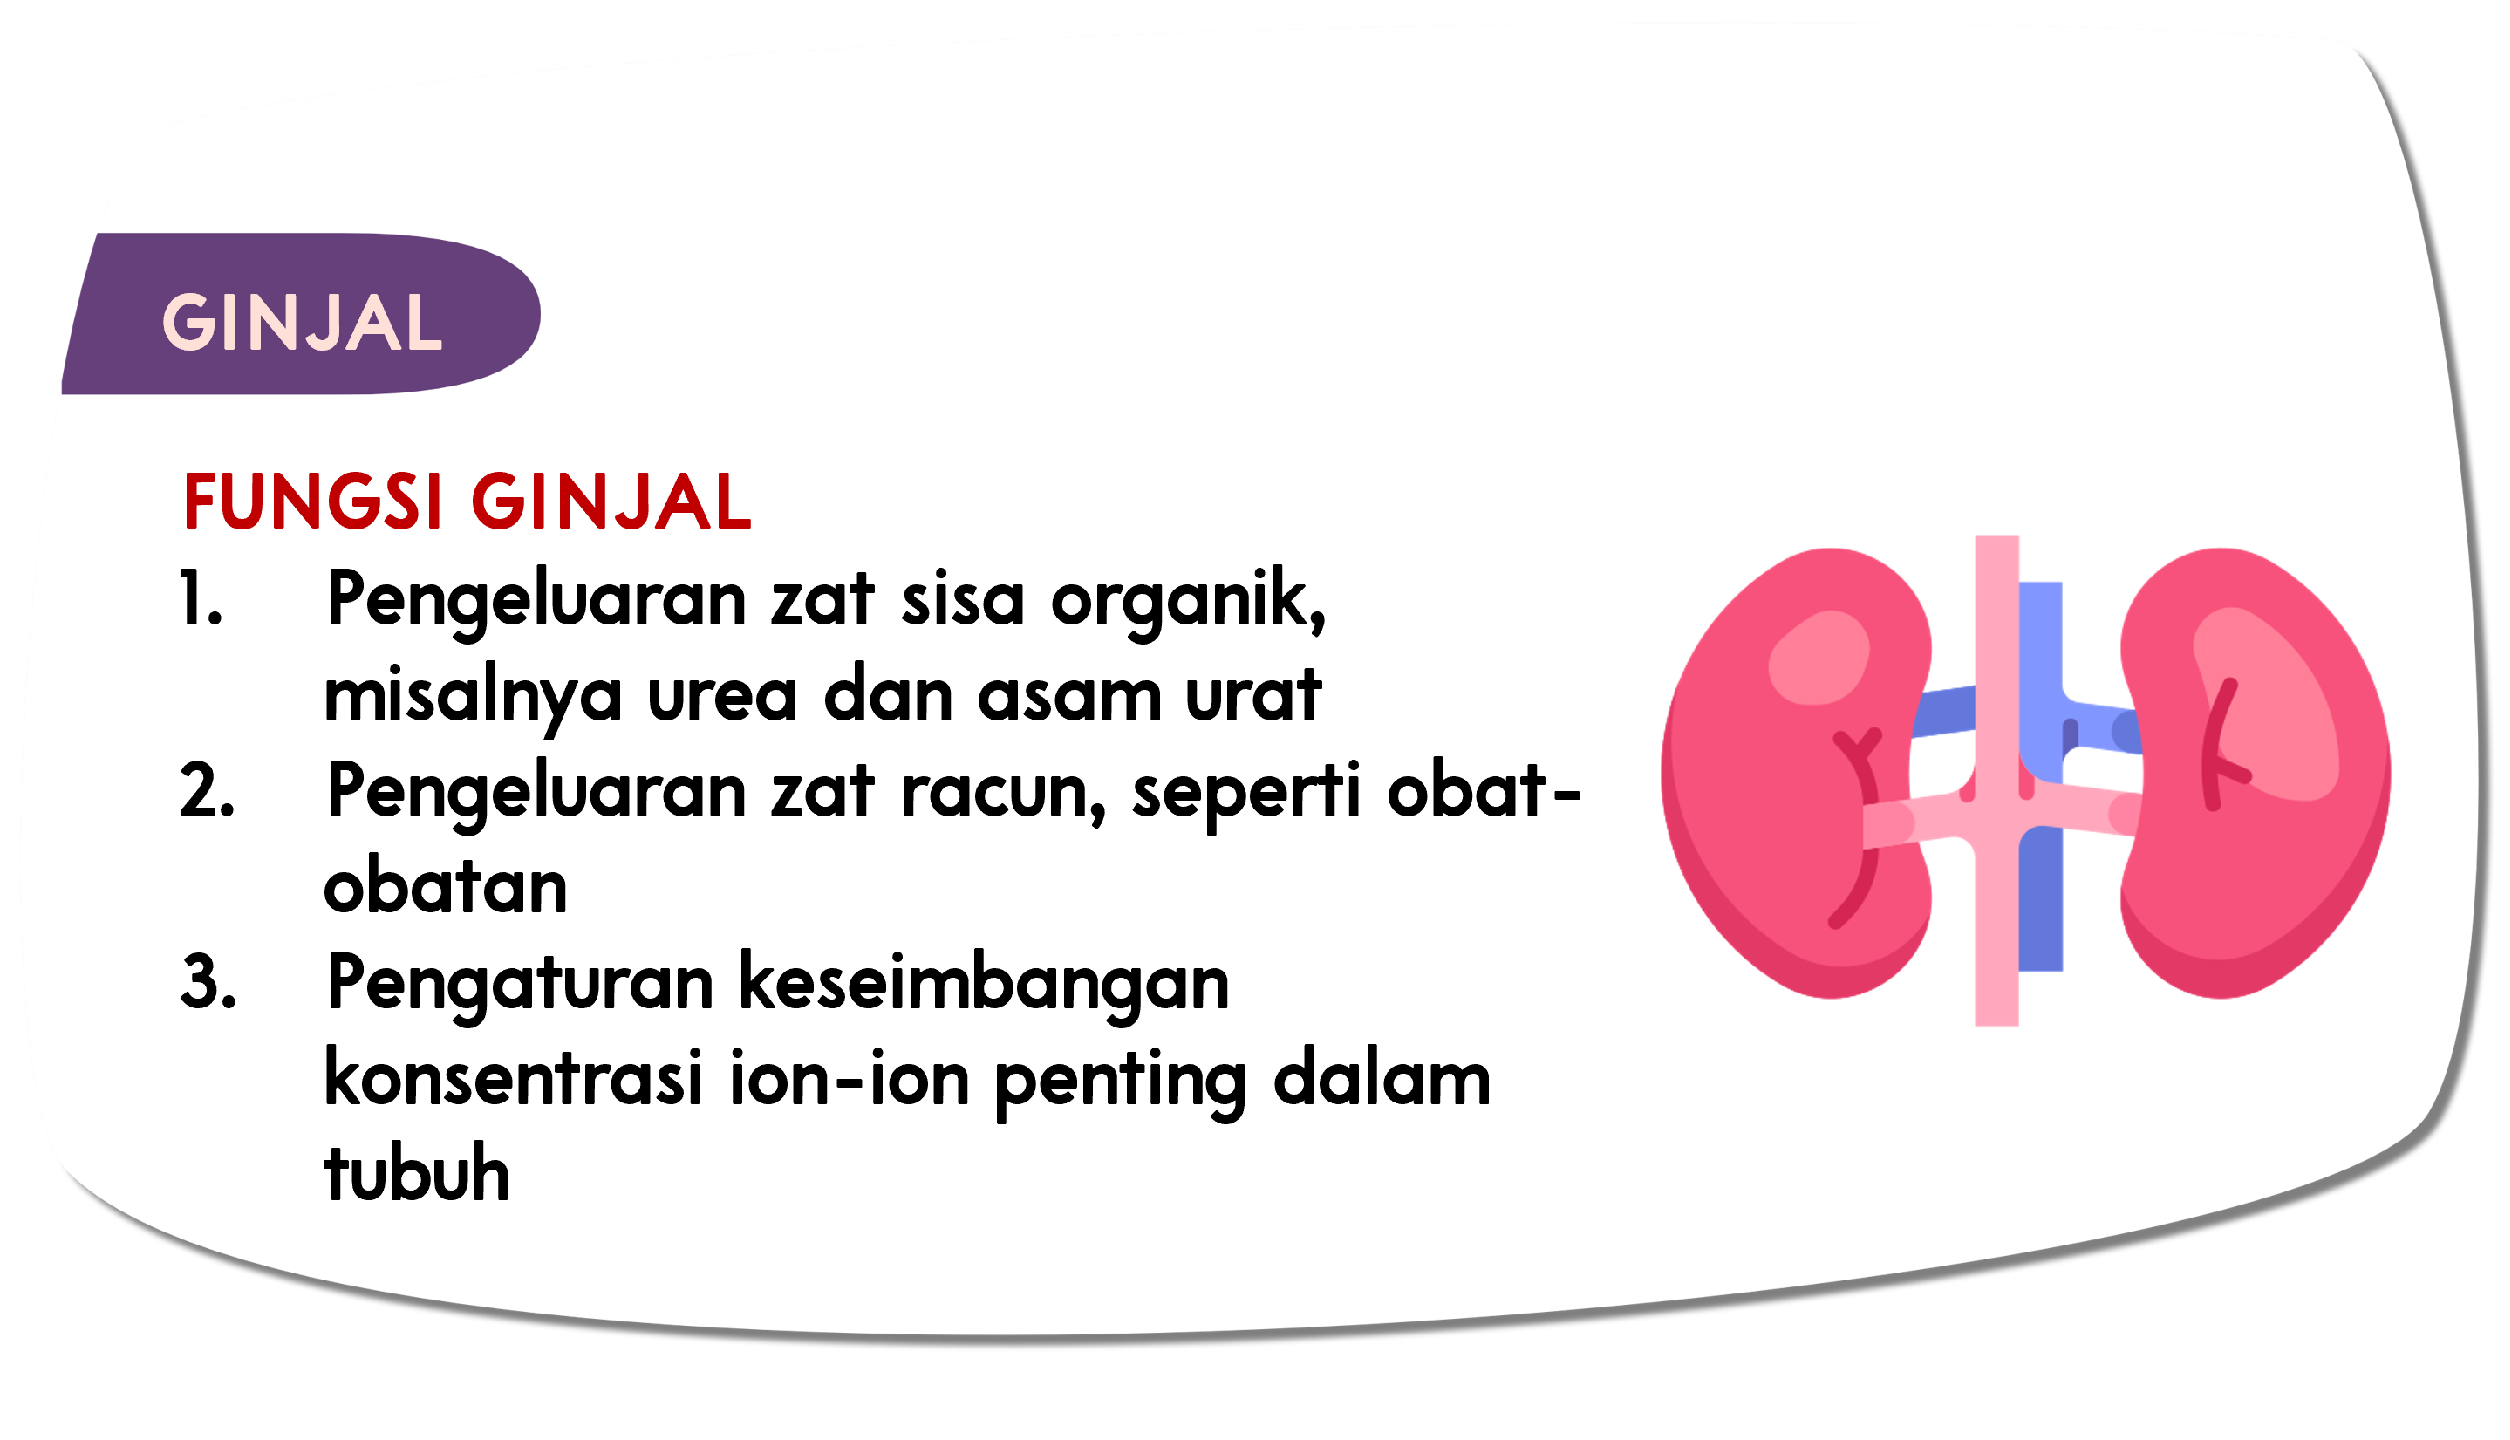 GINJAL
FUNGSI GINJAL
1. Pengeluaran zat sisa organik,
misalnya urea dan asam urat
2. Pengeluaran zat racun, seperti obat-
obatan
3. Pengaturan keseimbangan
konsentrasi ion-ion penting dalam
tubuh